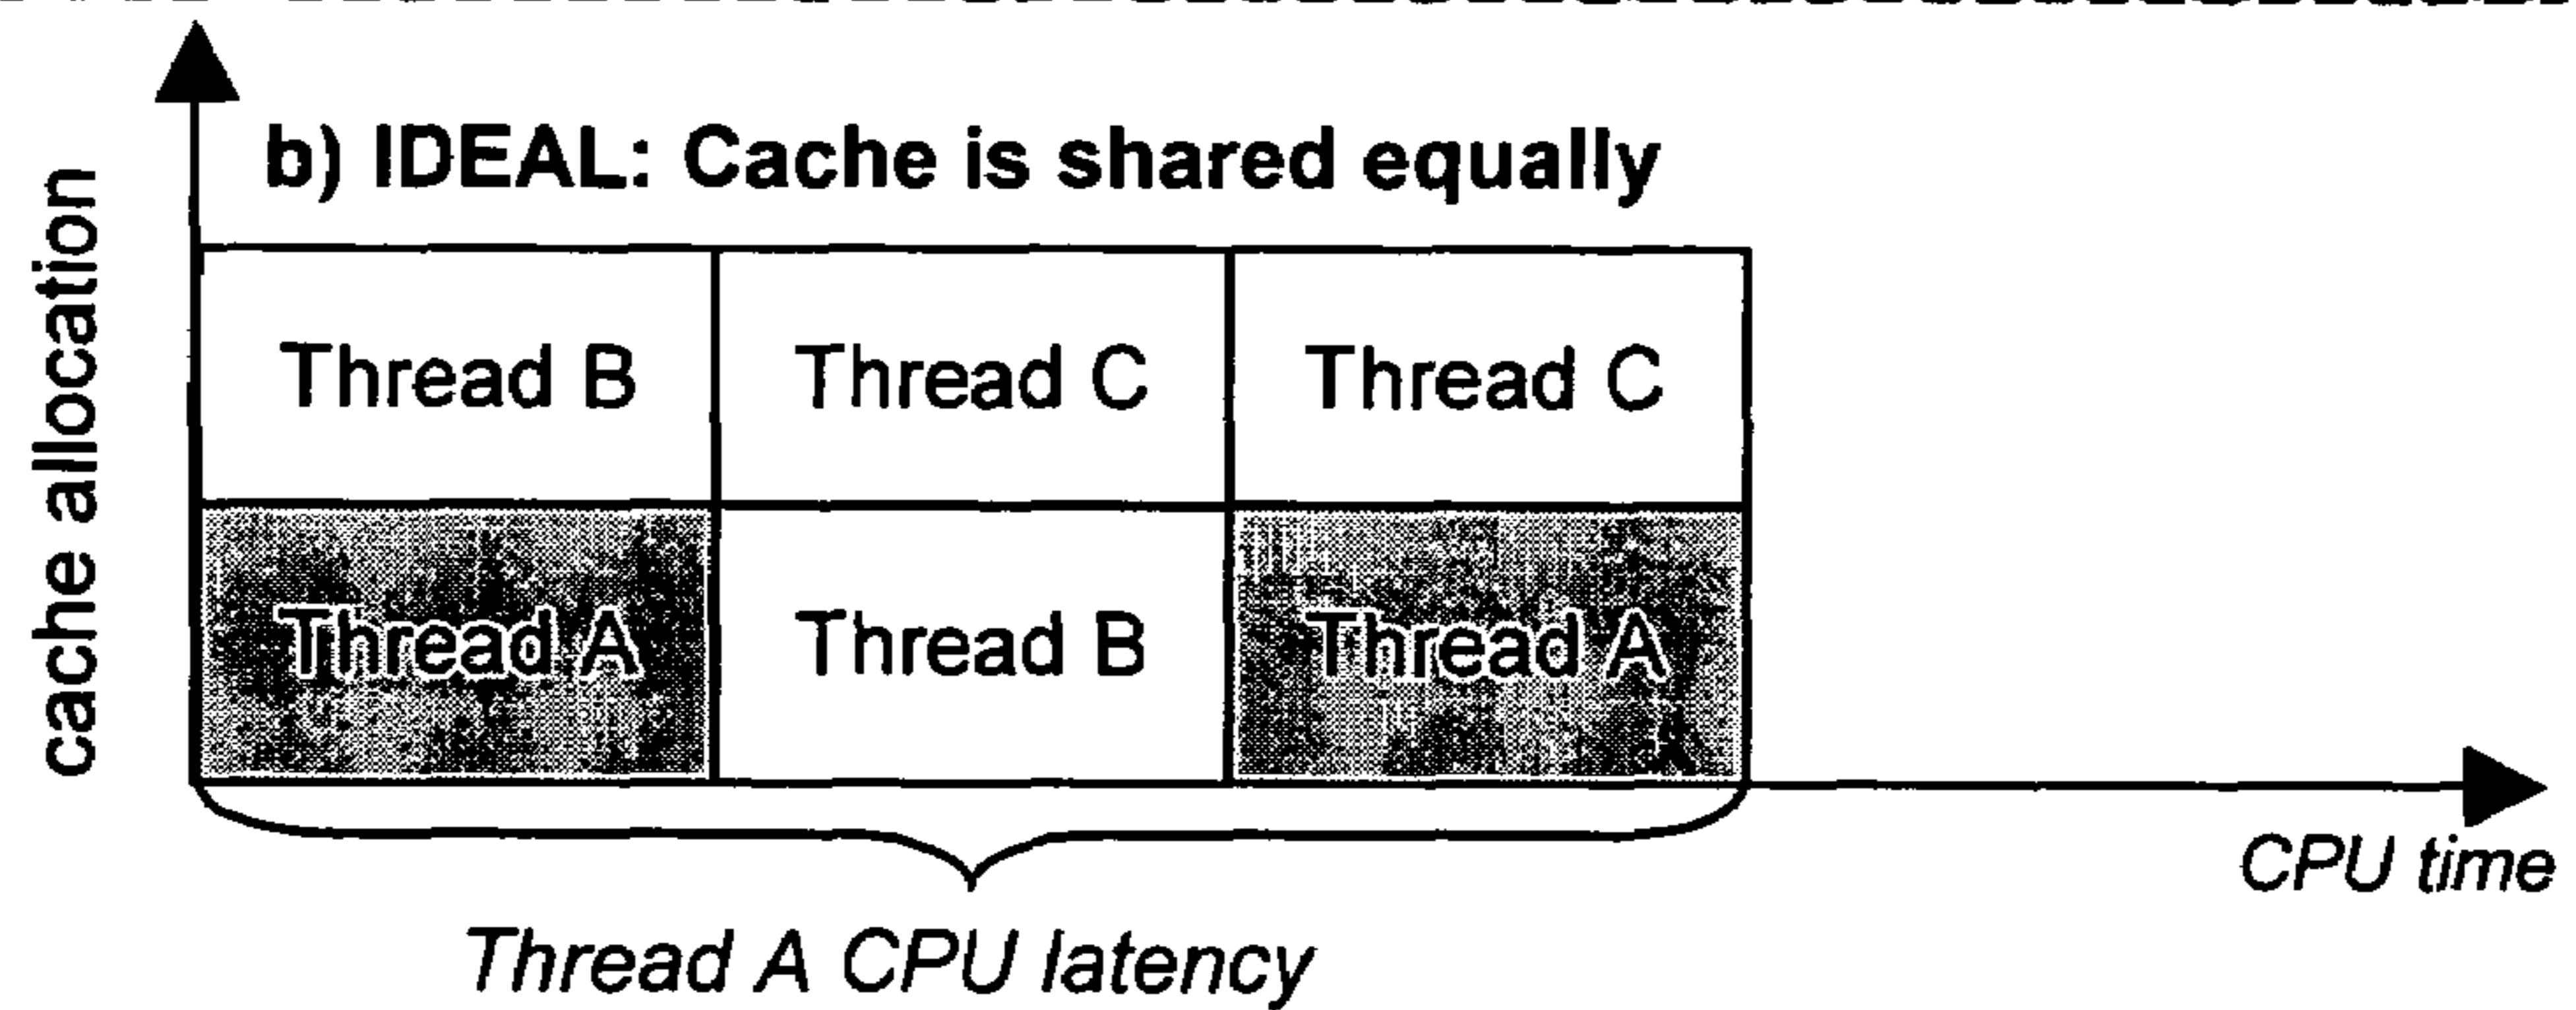 b) IDEAL: Cache is shared equally
cache allocation
Thread B
Thread C
Thread C
Thread A
Thread B
Thread A
CPU time
Thread A CPU latency